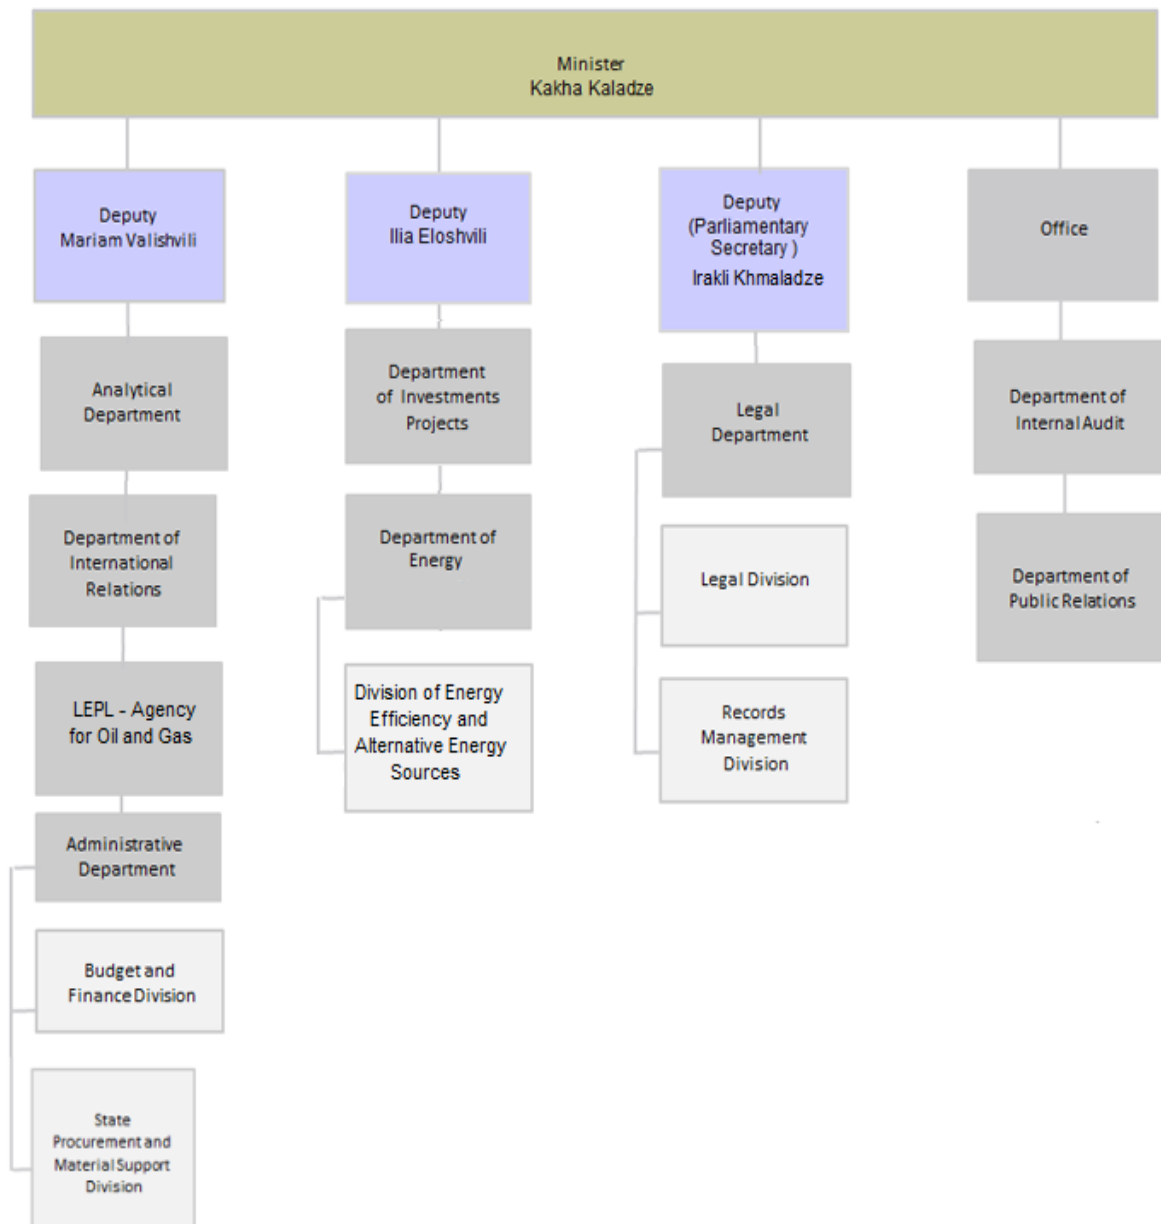 Minister
Kakha Kaladze
Deputy
Mariam Valishvili
Analytical
Department
Department of
International
Relations
LEPL - Agency
for Oil and Gas
Administrative
Department
Budget and
Finance Division
State
Procurement and
Material Support
Division
Deputy
Ilia Eloshvili
Department
of Investments
Projects
Department of
Energy
Division of Energy
Efficiency and
Alternative Energy
Sources
Deputy
(Parliamentary
Secretary )
Irakli Khmaladze
Legal
Department
Legal Division
Records
Management
Division
Office
Department of
Internal Audit
Department of
Public Relations